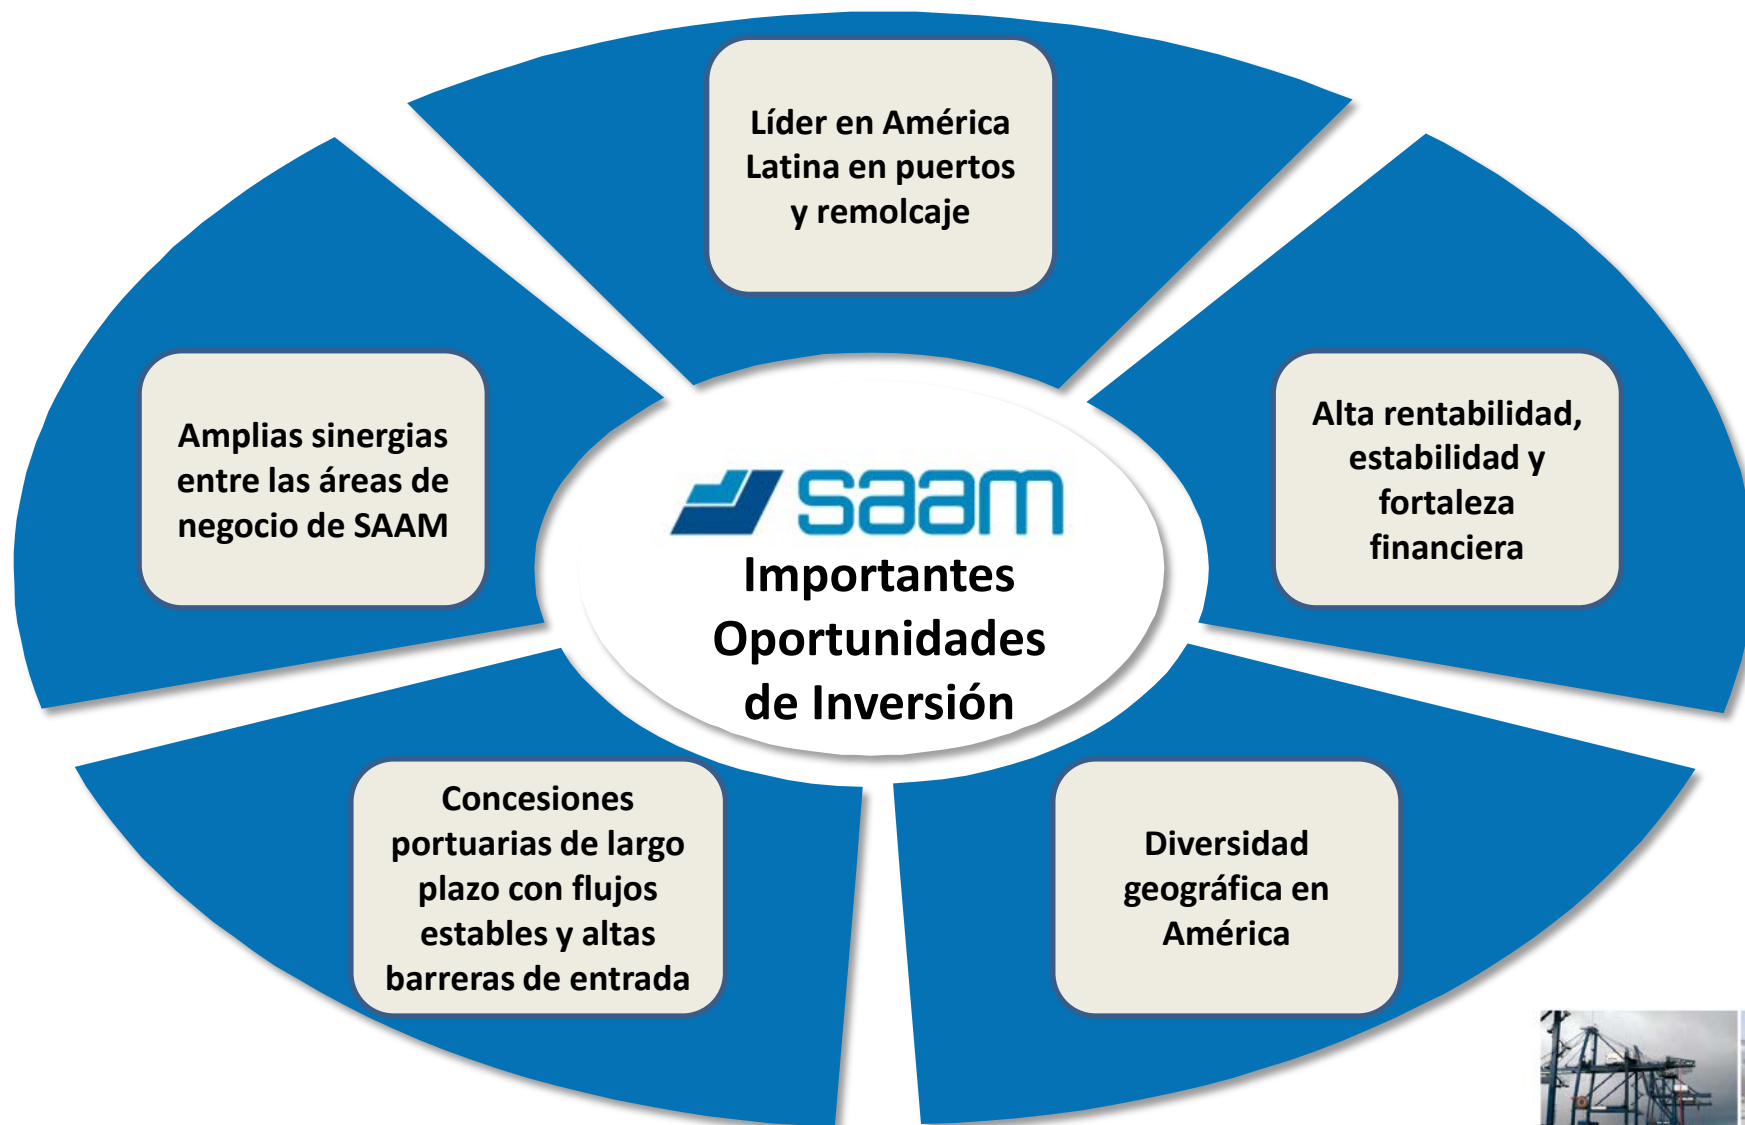 Líder en América
Latina en puertos
y remolcaje
Alta rentabilidad,
estabilidad y
fortaleza
financiera
Diversidad
geográfica en
América
Concesiones
portuarias de largo
plazo con flujos
estables y altas
barreras de entrada
Amplias sinergias
entre las áreas de
negocio de SAAM
saam
Importantes
Oportunidades
de Inversión